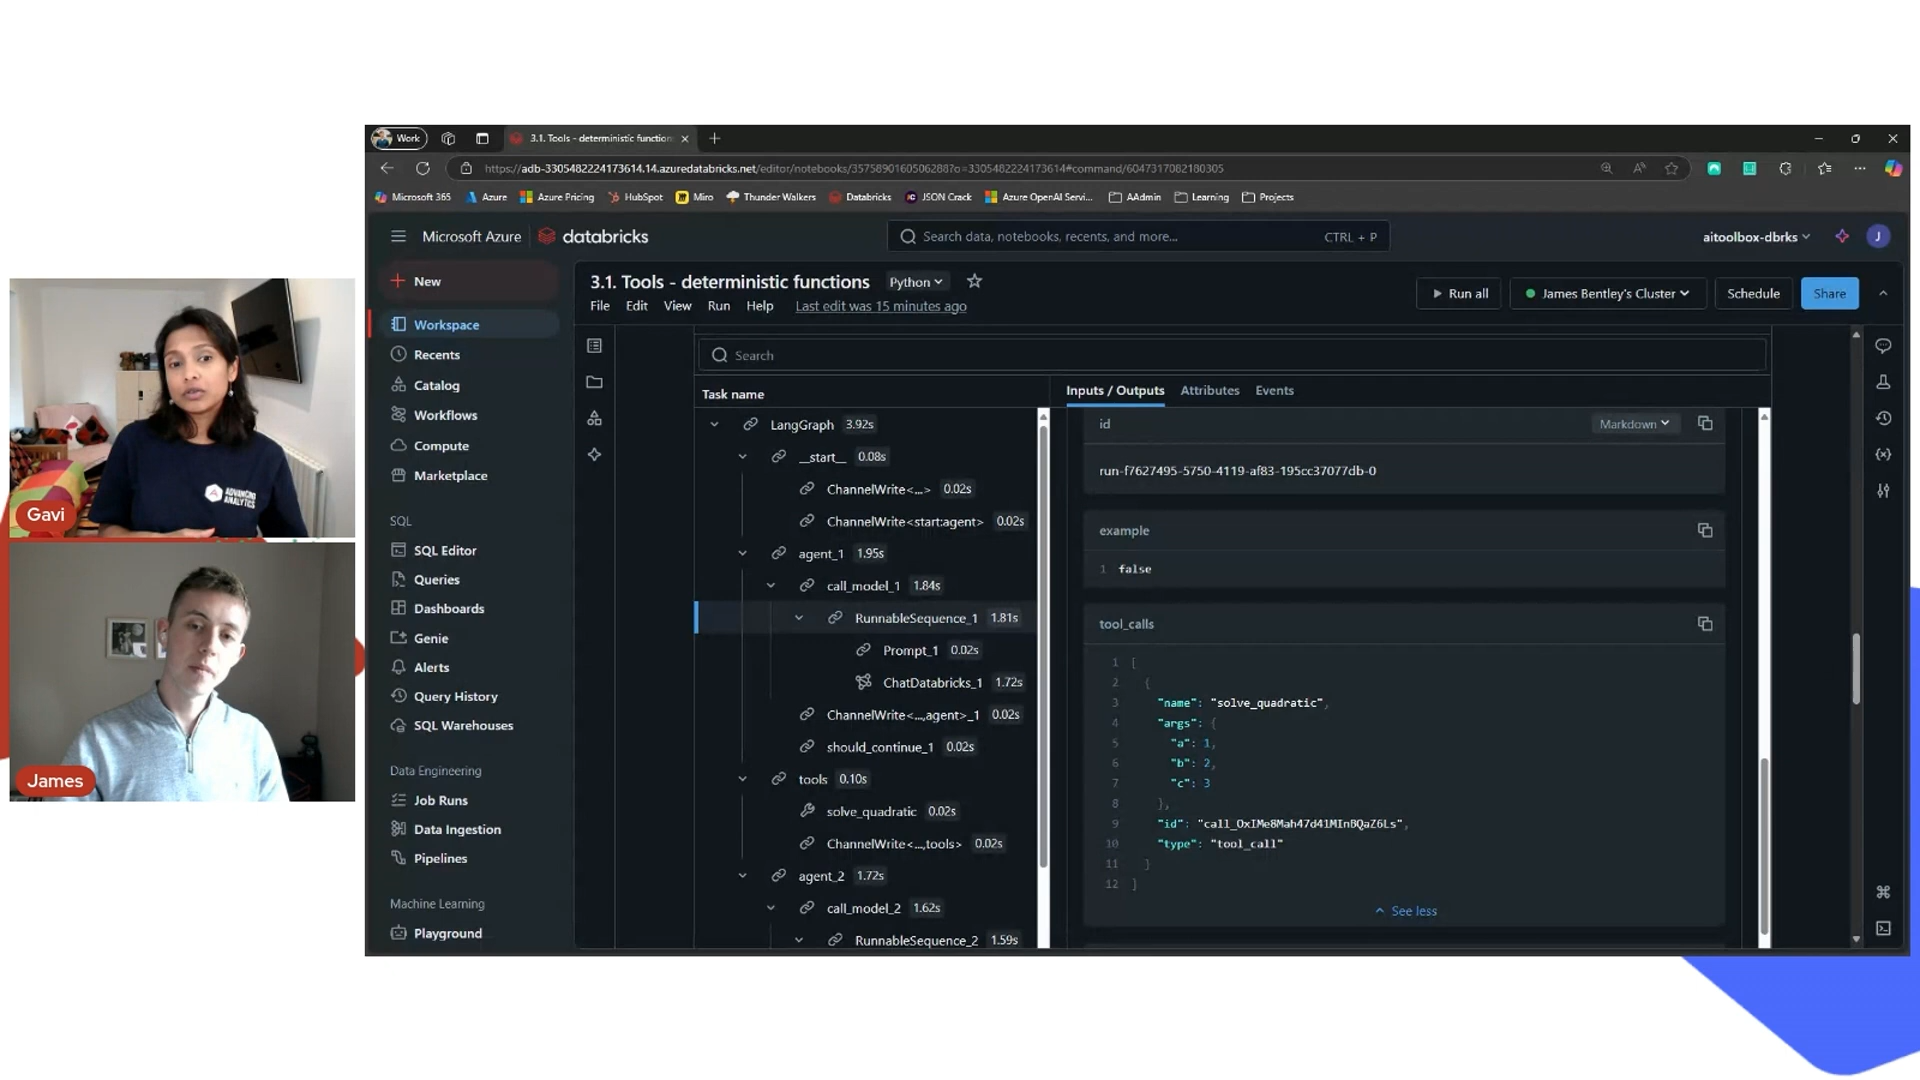 Work
3.1. Tools - deterministic function
https://adb-3305482224173614.14.azuredatabricks.net/editor/notebooks/3575890160506288?o=3305482224173614#command/6047317082180305
Microsoft 365
Azure
Azure Pricing
HubSpot
Miro
Thunder Walkers
Databricks
JSON Crack
Azure OpenAI Servi...
AAdmin
Learning
Projects
Microsoft Azure
databricks
Search data, notebooks, recents, and more...
CTRL + P
aitoolbox-dbrks
J
New
Workspace
Recents
Catalog
Workflows
Compute
Marketplace
SQL
SQL Editor
Queries
Dashboards
Genie
Alerts
Query History
SQL Warehouses
Data Engineering
Job Runs
Data Ingestion
Pipelines
Machine Learning
Playground
3.1. Tools - deterministic functions
Python
File Edit View Run Help Last edit was 15 minutes ago
Run all
James Bentley's Cluster
Schedule
Share
Search
Task name
LangGraph 3.92s
__start__ 0.08s
ChannelWrite<...> 0.02s
ChannelWrite<start:agent> 0.02s
agent_1 1.95s
call_model_1 1.84s
RunnableSequence_1 1.81s
Prompt_1 0.02s
ChatDatabricks_1 1.72s
ChannelWrite<...,agent>_1 0.02s
should_continue_1 0.02s
tools 0.10s
solve_quadratic 0.02s
ChannelWrite<...,tools> 0.02s
agent_2 1.72s
call_model_2 1.62s
RunnableSequence_2 1.59s
Inputs / Outputs
Attributes
Events
id
Markdown
run-f7627495-5750-4119-af83-195cc37077db-0
example
1 false
tool_calls
1 [
2 {
3 "name": "solve_quadratic",
4 "args": {
5 "a": 1,
6 "b": 2,
7 "c": 3
8 },
9 "id": "call_OxIMe8Mah47d41MInBQaZ6Ls",
10 "type": "tool_call"
11 }
12 ]
See less
ADVANCING
ANALYTICS
Gavi
James